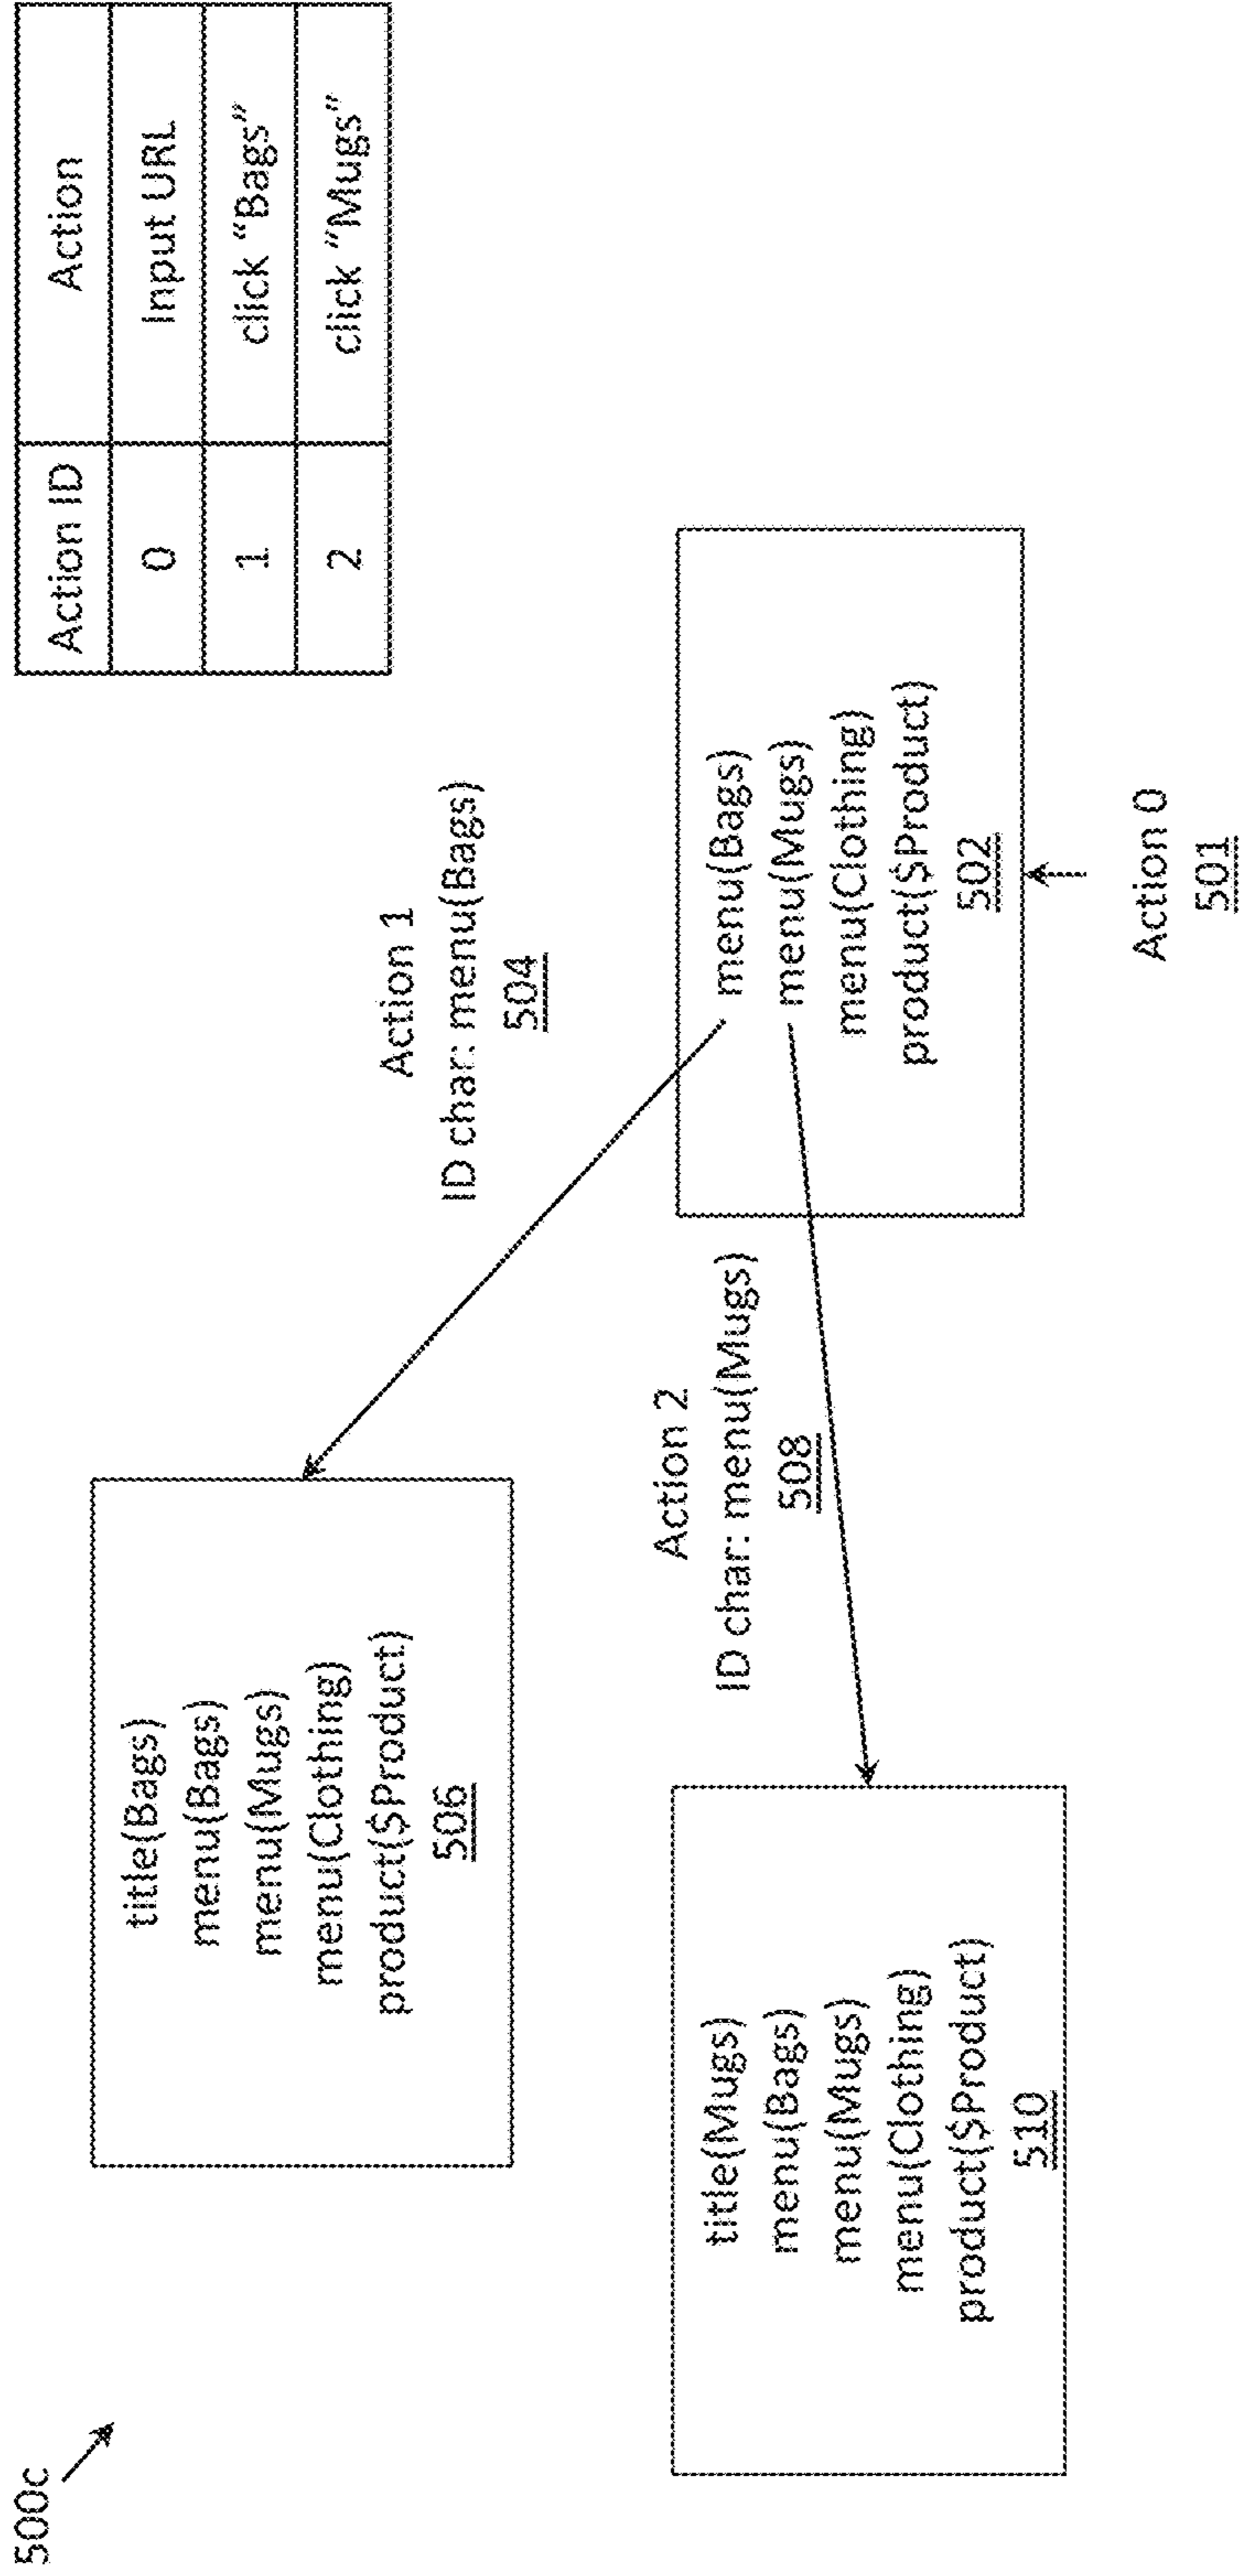 500c
Action ID Action
0 Input URL
1 click “Bags”
2 click “Mugs”
title(Bags)
menu(Bags)
menu(Mugs)
menu(Clothing)
product($Product)
506
Action 1
ID char: menu(Bags)
504
title(Mugs)
menu(Bags)
menu(Mugs)
menu(Clothing)
product($Product)
510
Action 2
ID char: menu(Mugs)
508
menu(Bags)
menu(Mugs)
menu(Clothing)
product($Product)
502
Action 0
501